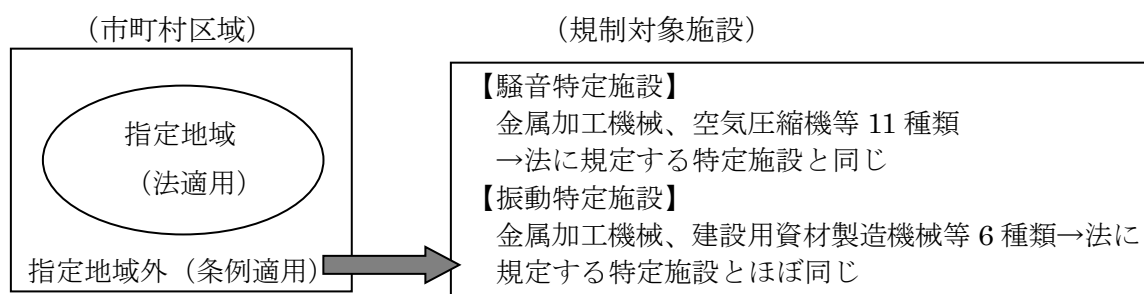 （市町村区域）
指定地域
（法適用）
指定地域外（条例適用）
（規制対象施設）
【騒音特定施設】
金属加工機械、空気圧縮機等 11 種類
→法に規定する特定施設と同じ
【振動特定施設】
金属加工機械、建設用資材製造機械等 6 種類→法に
規定する特定施設とほぼ同じ